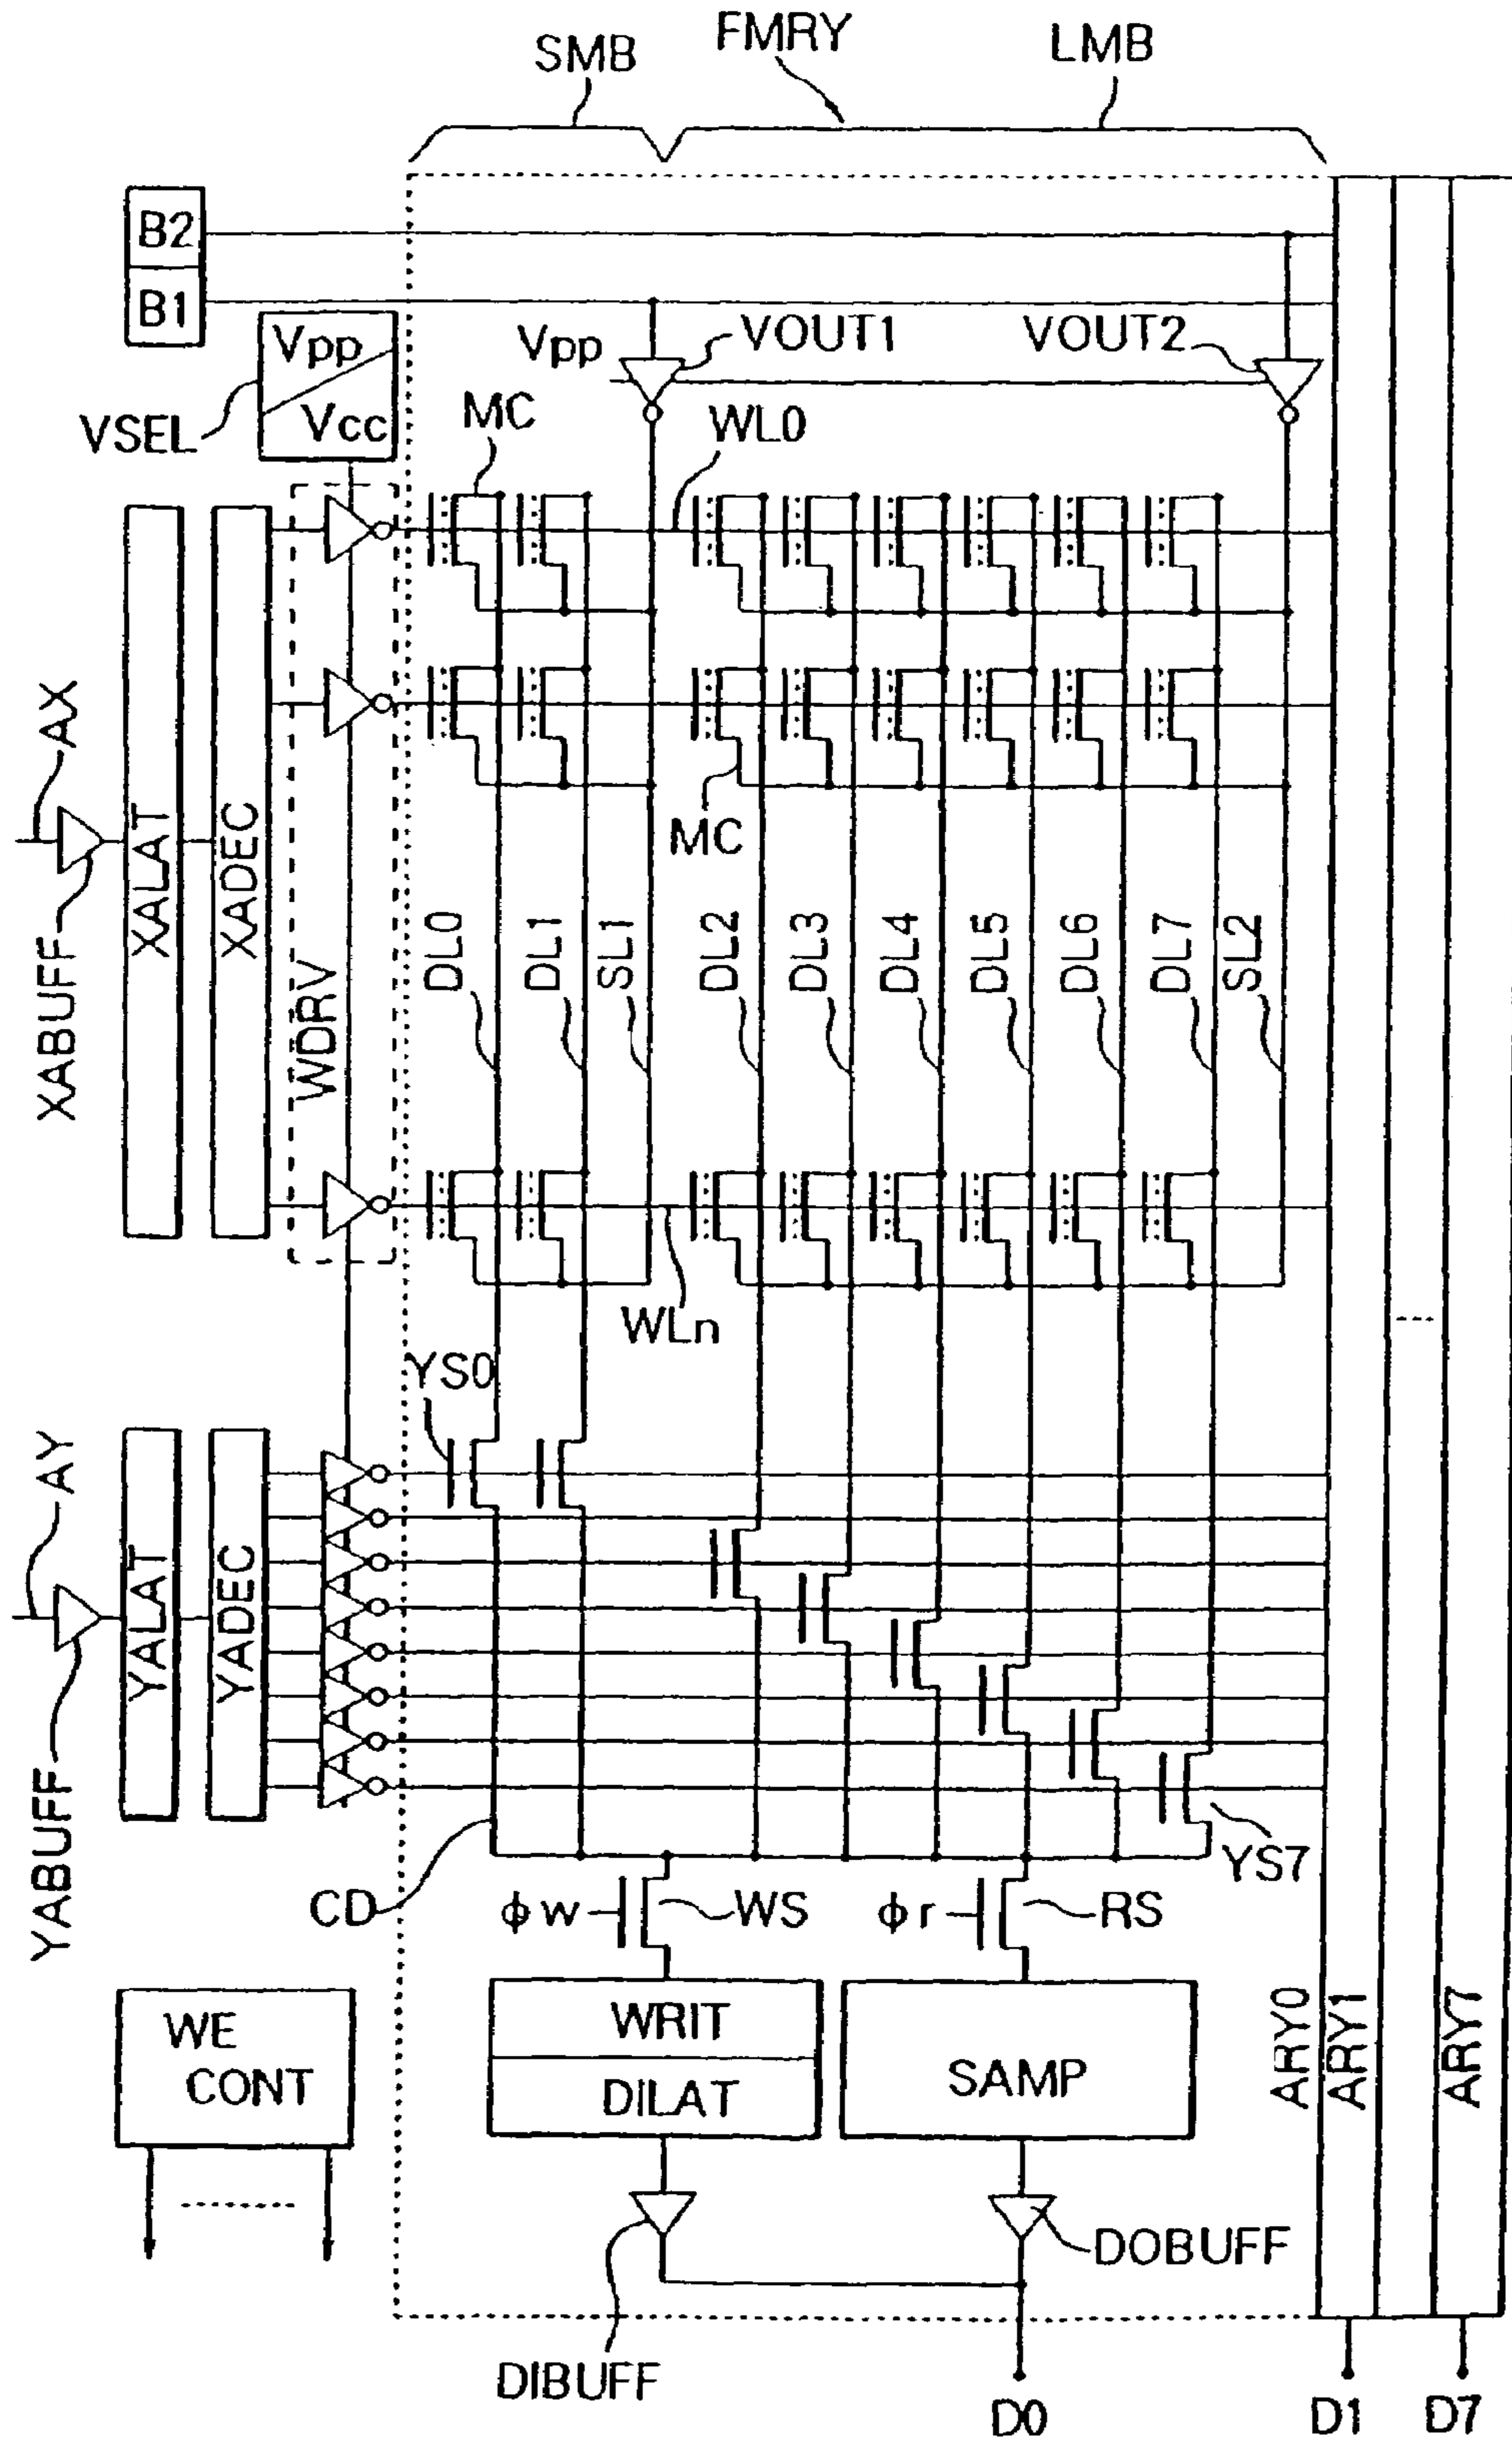 SMB
FMRY
LMB
B2
B1
Vpp
Vcc
VSEL
Vpp
VOUT1
VOUT2
MC
WL0
AX
XABUFF
XALAT
XADEC
WDRV
MC
DL0
DL1
SL1
DL2
DL3
DL4
DL5
DL6
DL7
SL2
WLn
YS0
AY
YABUFF
YALAT
YADEC
YS7
CD
ϕw
WS
ϕr
RS
WE
CONT
WRIT
DILAT
SAMP
ARY0
ARY1
ARY7
DIBUFF
DOBUFF
D0
D1
D7